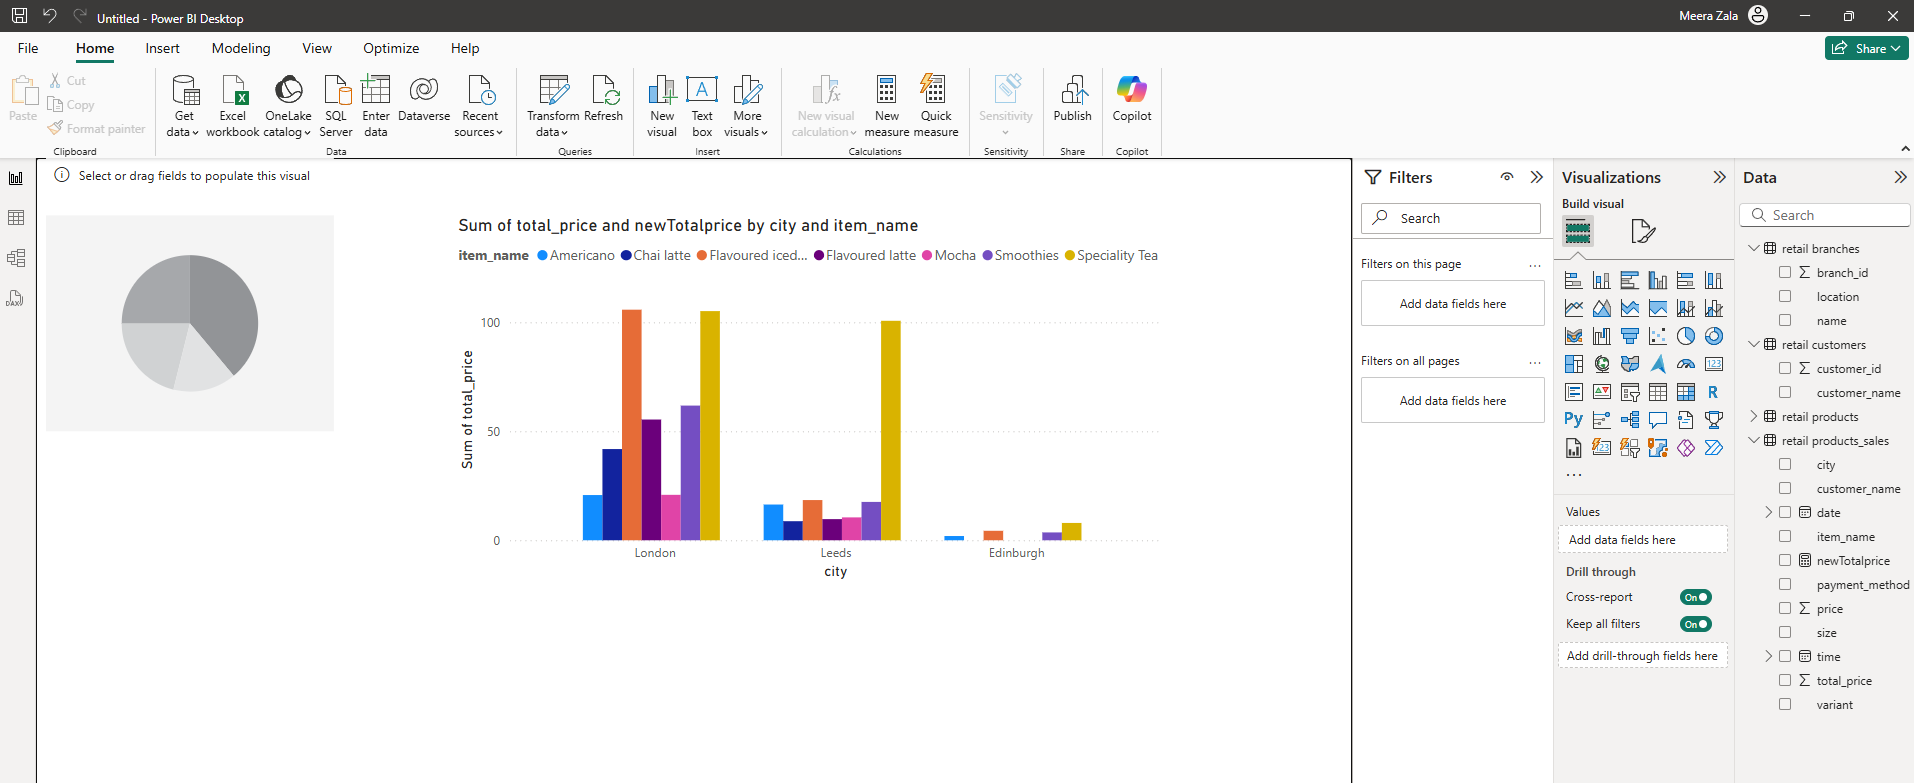 Untitled - Power BI Desktop
Meera Zala
File Home Insert Modeling View Optimize Help
Share
Paste
Cut
Copy
Format painter
Clipboard
Get data
Excel workbook
OneLake catalog
SQL Server
Enter data
Dataverse
Recent sources
Data
Transform data
Refresh
Queries
New visual
Text box
More visuals
Insert
New visual calculation
New measure
Quick measure
Calculations
Sensitivity
Sensitivity
Publish
Share
Copilot
Copilot
Select or drag fields to populate this visual
Sum of total_price and newTotalprice by city and item_name
item_name Americano Chai latte Flavoured iced... Flavoured latte Mocha Smoothies Speciality Tea
Sum of total_price
100
50
0
London Leeds Edinburgh
city
Filters
Search
Filters on this page
...
Add data fields here
Filters on all pages
...
Add data fields here
Visualizations
Build visual
123
R
Py
123
...
Values
Add data fields here
Drill through
Cross-report On
Keep all filters On
Add drill-through fields here
Data
Search
retail branches
Σ branch_id
location
name
retail customers
Σ customer_id
customer_name
retail products
retail products_sales
city
customer_name
date
item_name
newTotalprice
payment_method
Σ price
size
time
Σ total_price
variant
DAX